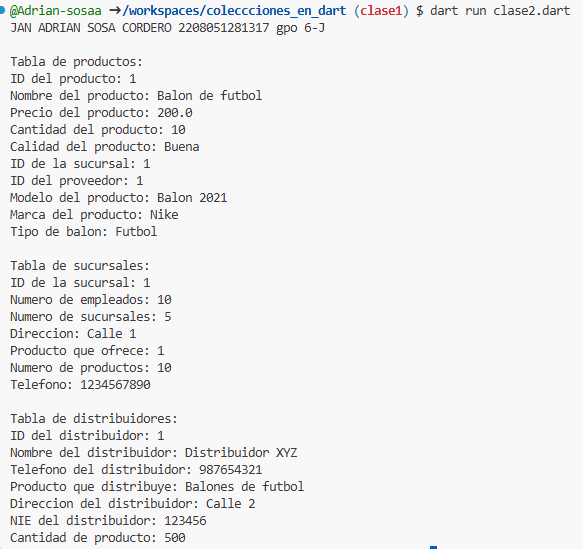 @Adrian-sosaa ➜/workspaces/coleccciones_en_dart (clase1) $ dart run clase2.dart
JAN ADRIAN SOSA CORDERO 2208051281317 gpo 6-J
Tabla de productos:
ID del producto: 1
Nombre del producto: Balon de futbol
Precio del producto: 200.0
Cantidad del producto: 10
Calidad del producto: Buena
ID de la sucursal: 1
ID del proveedor: 1
Modelo del producto: Balon 2021
Marca del producto: Nike
Tipo de balon: Futbol
Tabla de sucursales:
ID de la sucursal: 1
Numero de empleados: 10
Numero de sucursales: 5
Direccion: Calle 1
Producto que ofrece: 1
Numero de productos: 10
Telefono: 1234567890
Tabla de distribuidores:
ID del distribuidor: 1
Nombre del distribuidor: Distribuidor XYZ
Telefono del distribuidor: 987654321
Producto que distribuye: Balones de futbol
Direccion del distribuidor: Calle 2
NIE del distribuidor: 123456
Cantidad de producto: 500